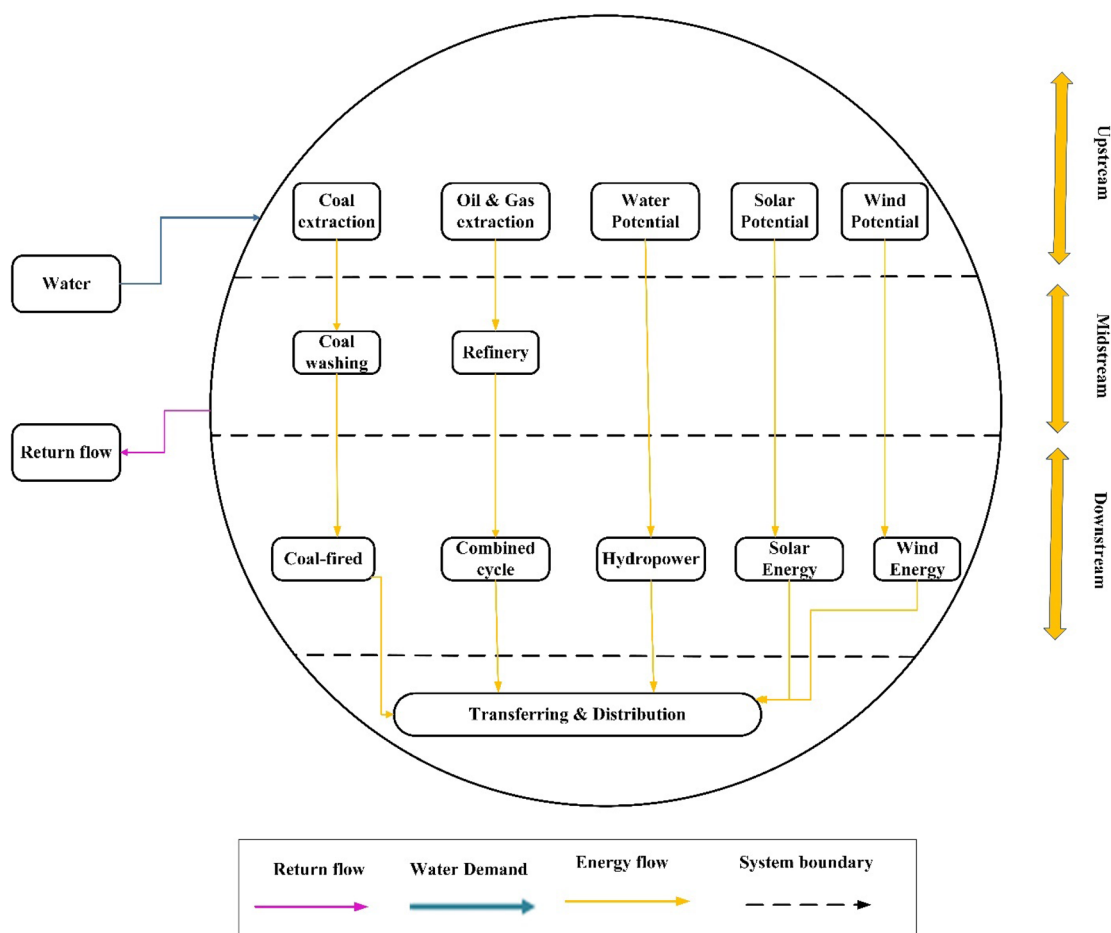 Upstream
Coal
extraction
Oil & Gas
extraction
Water
Potential
Solar
Potential
Wind
Potential
Water
Midstream
Coal
washing
Refinery
Return flow
Downstream
Coal-fired
Combined
cycle
Hydropower
Solar
Energy
Wind
Energy
Transferring & Distribution
Return flow
Water Demand
Energy flow
System boundary